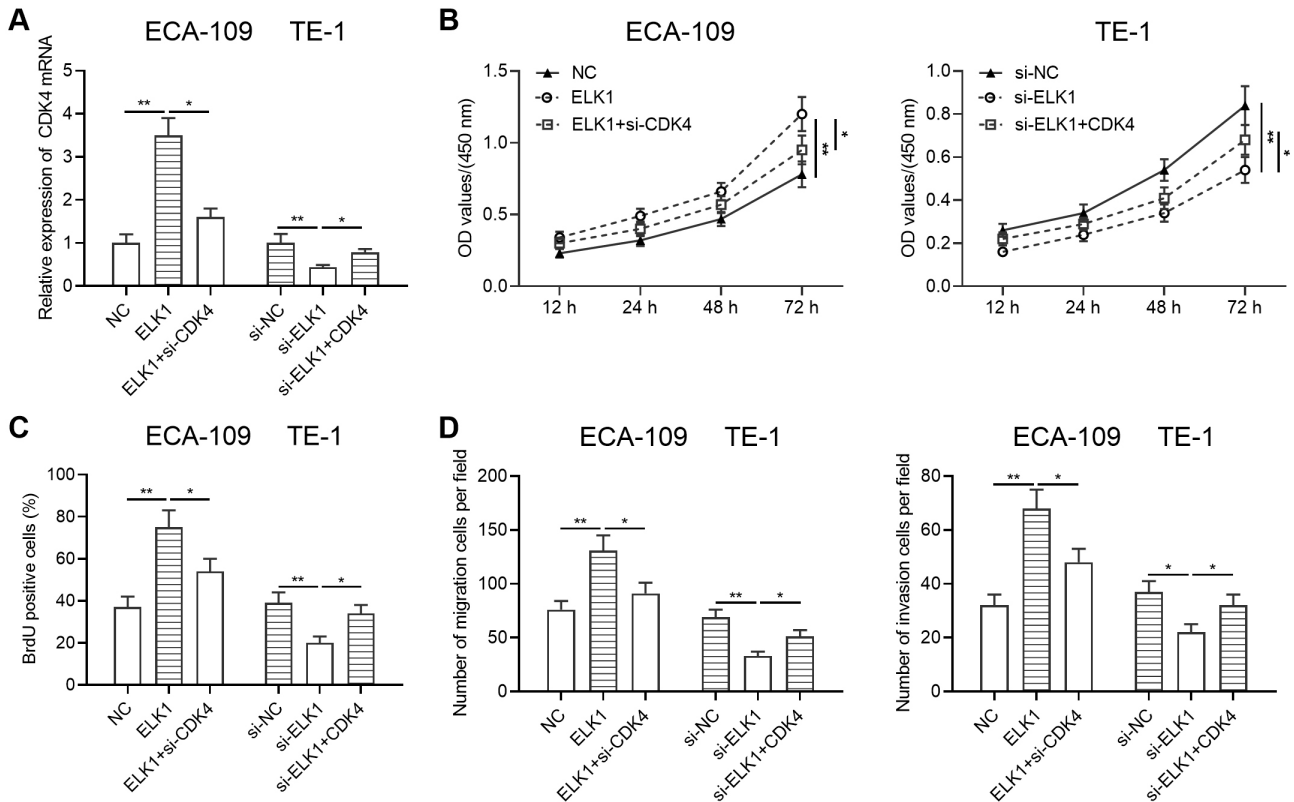 A
ECA-109 TE-1
Relative expression of CDK4 mRNA
5
4
3
2
1
0
** *
** *
NC
ELK1
ELK1+si-CDK4
si-NC
si-ELK1
si-ELK1+CDK4
B
ECA-109
OD values/(450 nm)
1.5
1.0
0.5
0.0
NC
ELK1
ELK1+si-CDK4
**
*
12 h 24 h 48 h 72 h
TE-1
OD values/(450 nm)
1.0
0.8
0.6
0.4
0.2
0.0
si-NC
si-ELK1
si-ELK1+CDK4
**
*
12 h 24 h 48 h 72 h
C
ECA-109 TE-1
BrdU positive cells (%)
100
80
60
40
20
0
** *
** *
NC
ELK1
ELK1+si-CDK4
si-NC
si-ELK1
si-ELK1+CDK4
D
ECA-109 TE-1
Number of migration cells per field
200
150
100
50
0
** *
** *
NC
ELK1
ELK1+si-CDK4
si-NC
si-ELK1
si-ELK1+CDK4
ECA-109 TE-1
Number of invasion cells per field
80
60
40
20
0
** *
* *
NC
ELK1
ELK1+si-CDK4
si-NC
si-ELK1
si-ELK1+CDK4